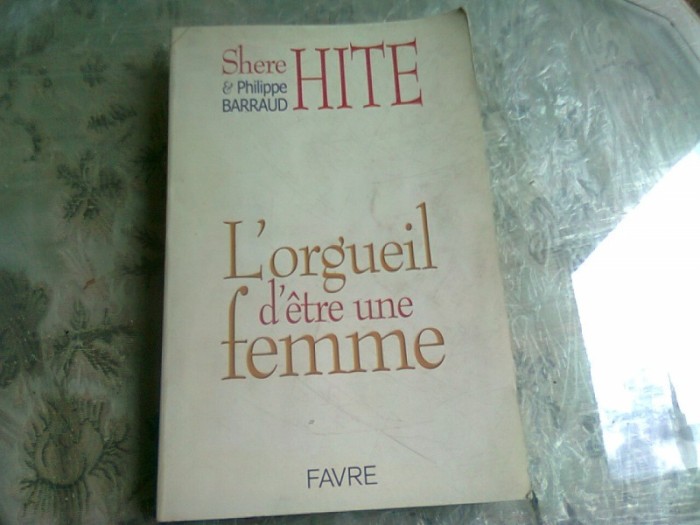 Shere HITE
& Philippe
BARRAUD
L'orgueil
d'être une
femme
FAVRE